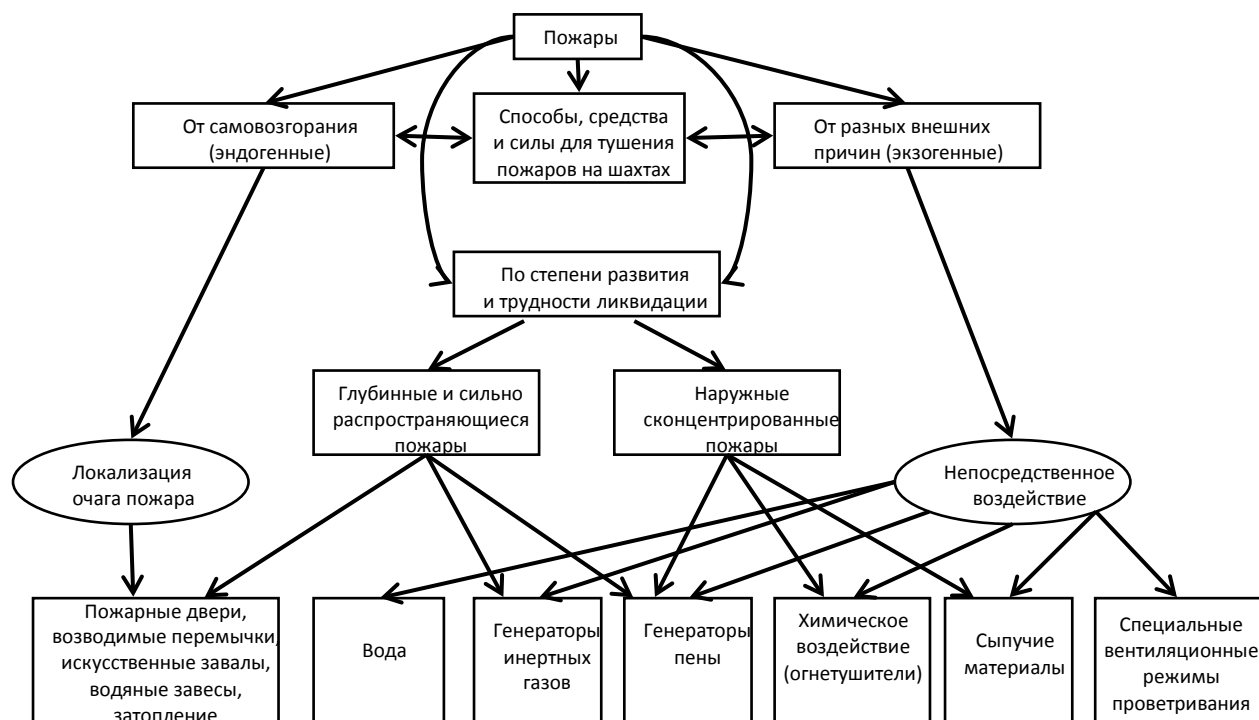 Пожары
От самовозгорания
(эндогенные)
Способы, средства
и силы для тушения
пожаров на шахтах
От разных внешних
причин (экзогенные)
По степени развития
и трудности ликвидации
Глубинные и сильно
распространяющиеся
пожары
Наружные
сконцентрированные
пожары
Локализация
очага пожара
Непосредственное
воздействие
Пожарные двери,
возводимые перемычки,
искусственные завалы,
водяные завесы,
затопление
Вода
Генераторы
инертных
газов
Генераторы
пены
Химическое
воздействие
(огнетушители)
Сыпучие
материалы
Специальные
вентиляционные
режимы
проветривания